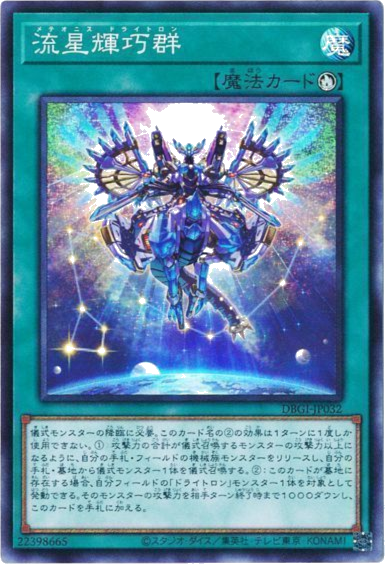 メテオニス ドライトロン
流星輝巧群
魔
【魔法カード】
DBGI-JP032
儀式モンスターの降臨に必要。このカード名の②の効果は1ターンに1度しか
使用できない。①:攻撃力の合計が儀式召喚するモンスターの攻撃力以上に
なるように、自分の手札・フィールドの機械族モンスターをリリースし、自分の手
札・墓地から儀式モンスター1体を儀式召喚する。②:このカードが墓地に
存在する場合、自分フィールドの「ドライトロン」モンスター1体を対象として
発動できる。そのモンスターの攻撃力を相手ターン終了時まで1000ダウンし、
このカードを手札に加える。
22398665
©スタジオ・ダイス/集英社・テレビ東京・KONAMI